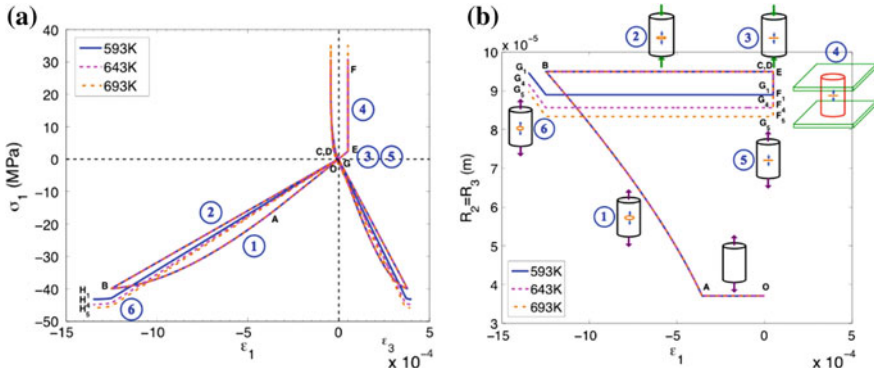 (a)
40
30
20
10
0
−10
−20
−30
−40
−50
σ₁ (MPa)
593K
643K
693K
F
4
C,D
E
3
5
O
G
2
1
A
B
H₁
H₄
H₅
6
−15
−10
−5
0
5
ε₁
ε₃
x 10⁻⁴
(b)
x 10⁻⁵
10
9
8
7
6
5
4
3
R₂=R₃ (m)
2
3
4
G₁
G₄
G₅
B
C,D
E
G₁
F₁
G₄
F₄
F₅
G₅
6
5
1
A
O
593K
643K
693K
−15
−10
−5
0
5
ε₁
x 10⁻⁴